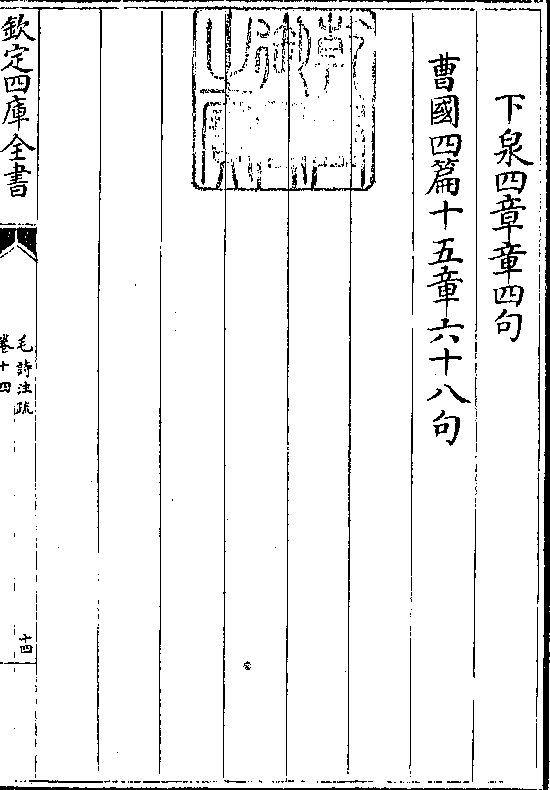 下泉四章章四句
曹國四篇十五章六十八句
欽定四庫全書
毛詩注疏
卷十四
十四